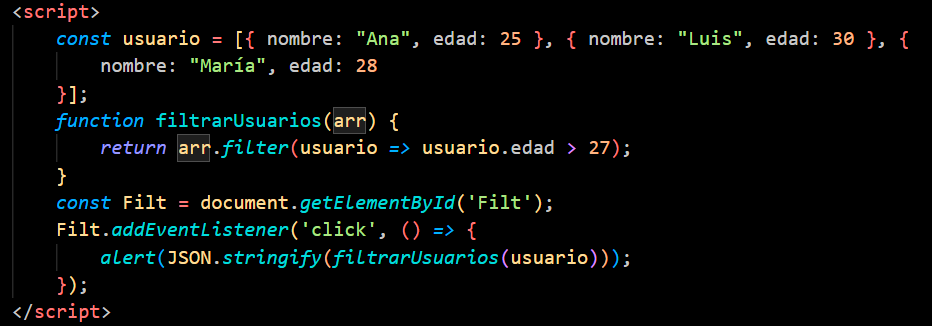 <script>
const usuario = [{ nombre: "Ana", edad: 25 }, { nombre: "Luis", edad: 30 }, {
nombre: "María", edad: 28
}];
function filtrarUsuarios(arr) {
return arr.filter(usuario => usuario.edad > 27);
}
const Filt = document.getElementById('Filt');
Filt.addEventListener('click', () => {
alert(JSON.stringify(filtrarUsuarios(usuario)));
});
</script>